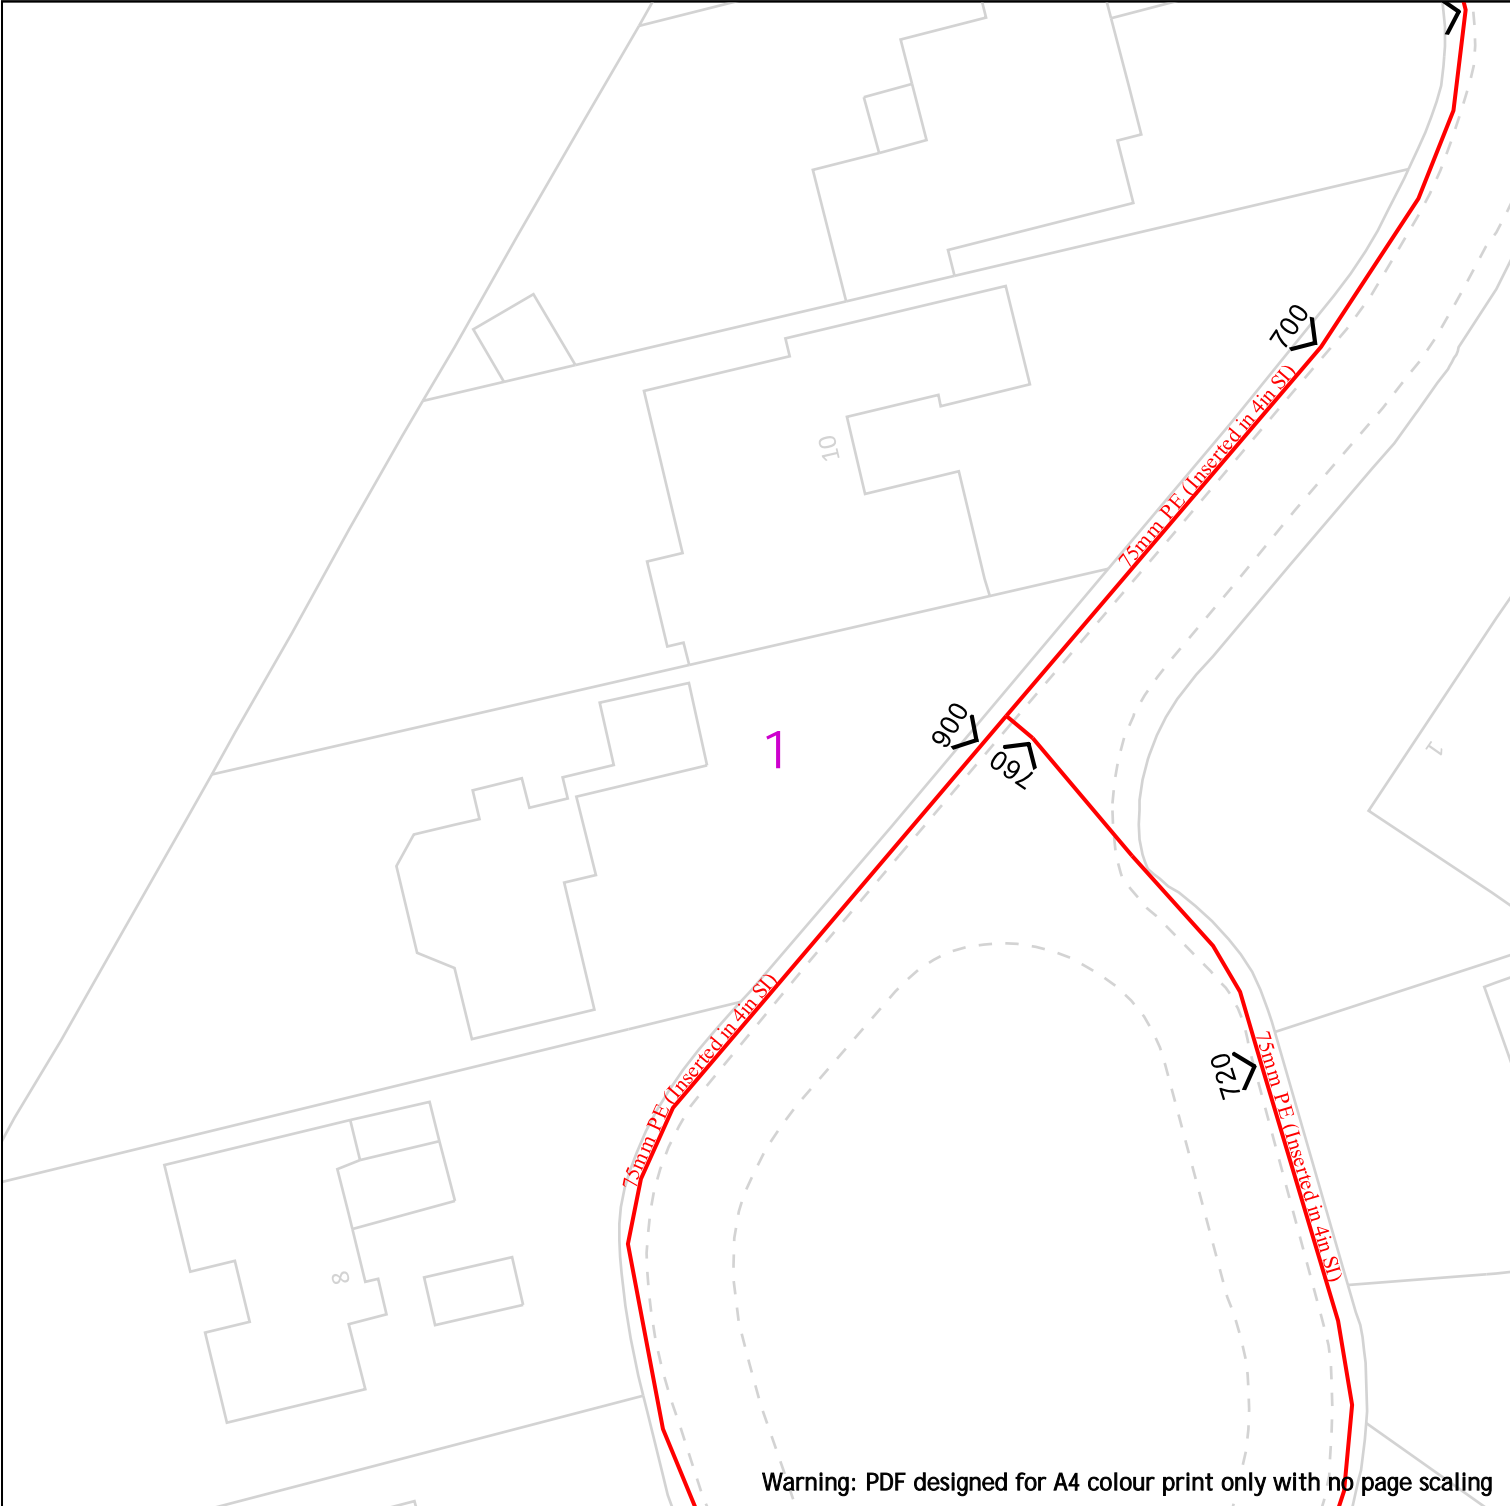 700
75mm PE (Inserted in 4in SI)
10
900
760
1
1
75mm PE (Inserted in 4in SI)
720
75mm PE (Inserted in 4in SI)
8
Warning: PDF designed for A4 colour print only with no page scaling